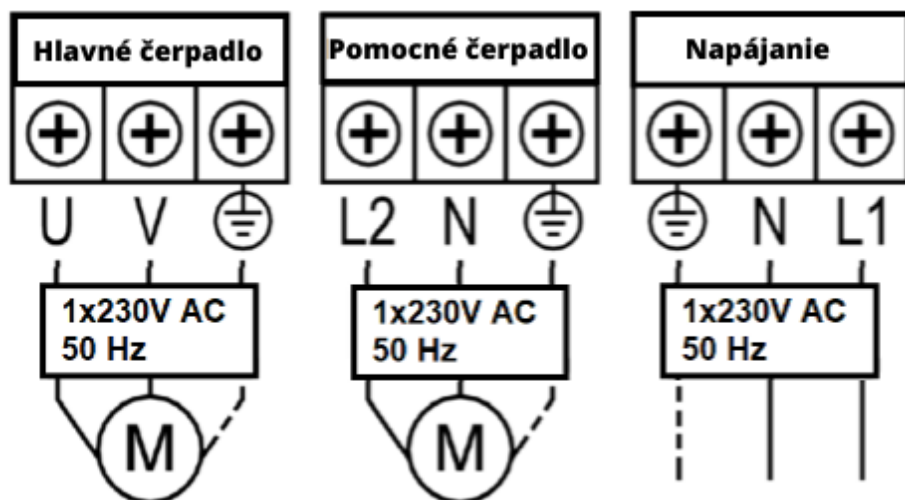 Hlavné čerpadlo
Pomocné čerpadlo
Napájanie
U V
L2 N
N L1
1x230V AC
50 Hz
1x230V AC
50 Hz
1x230V AC
50 Hz
M
M